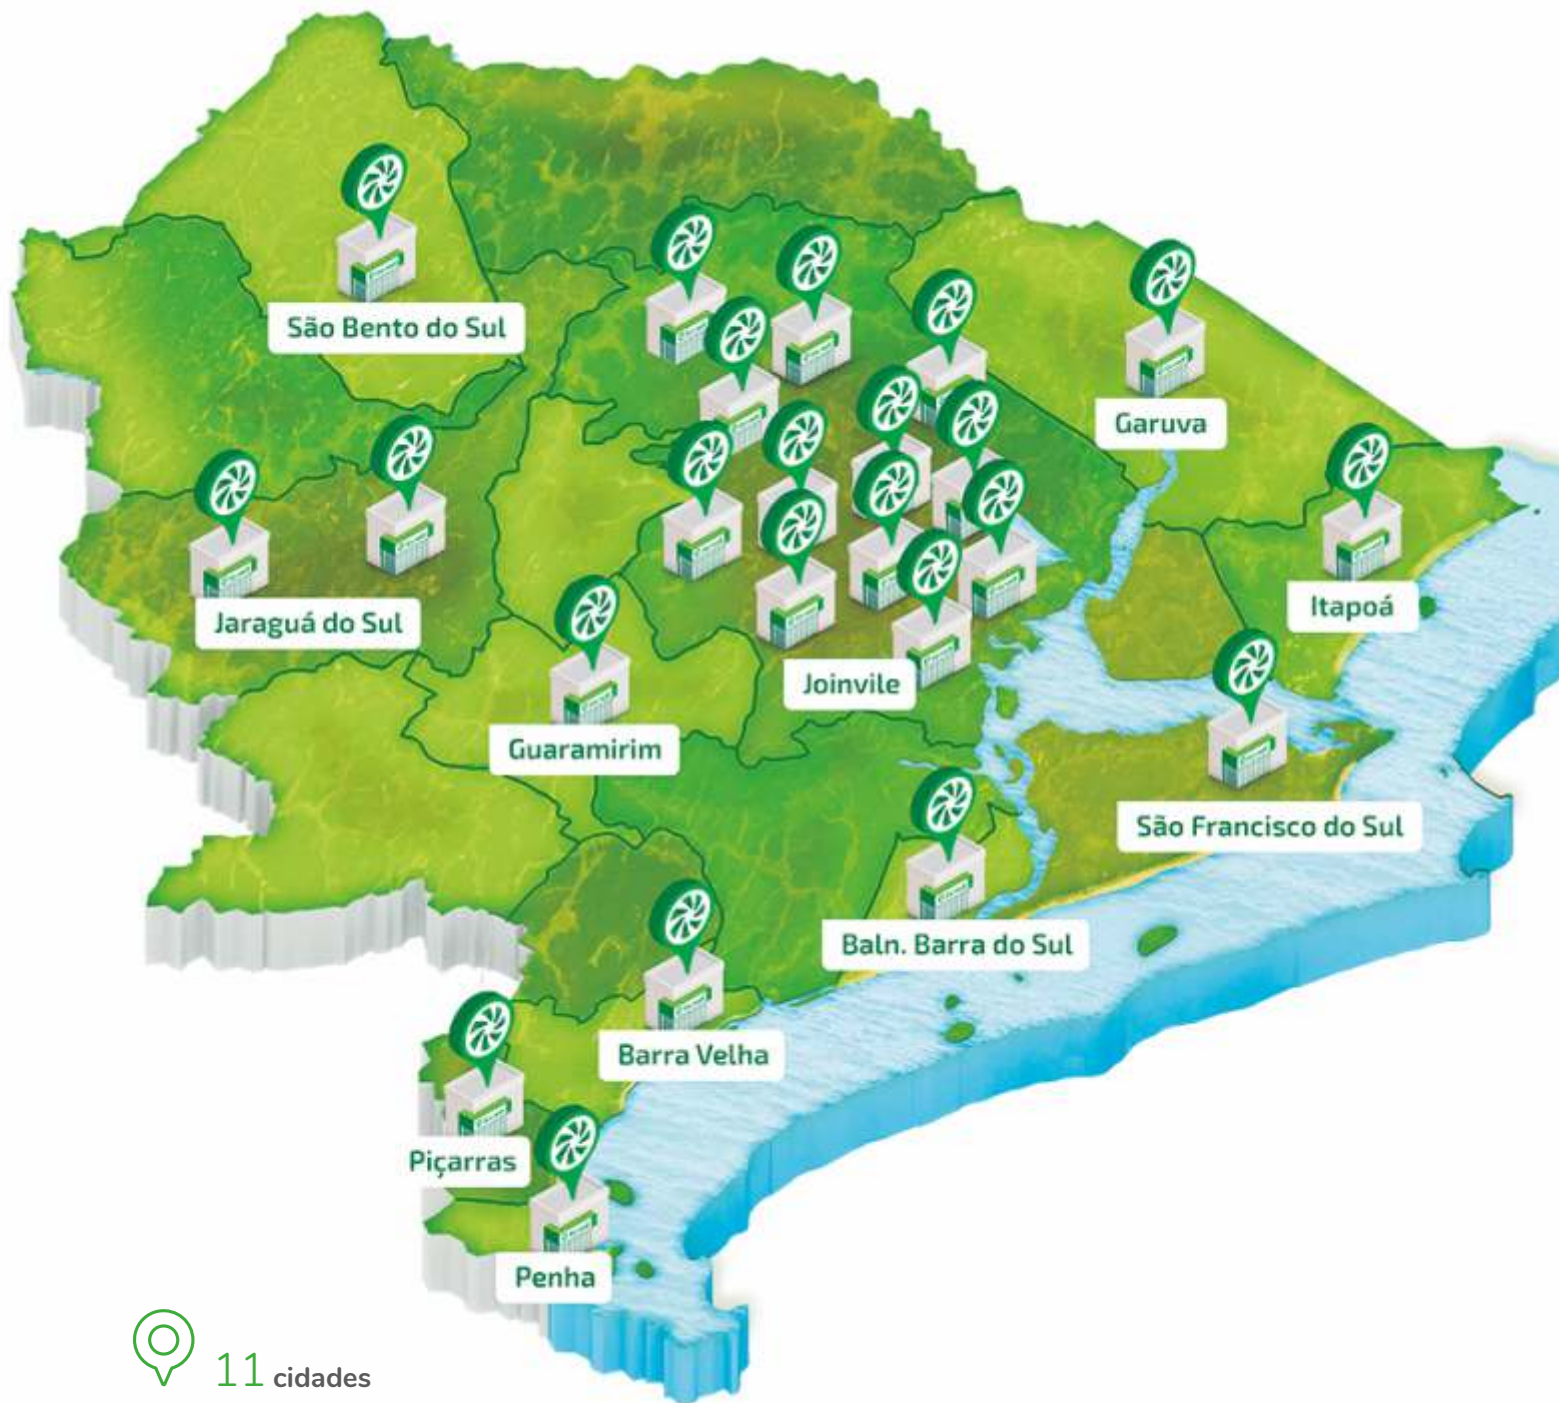 São Bento do Sul
Garuva
Jaraguá do Sul
Itapoá
Joinvile
Guaramirim
São Francisco do Sul
Baln. Barra do Sul
Barra Velha
Piçarras
Penha
11 cidades